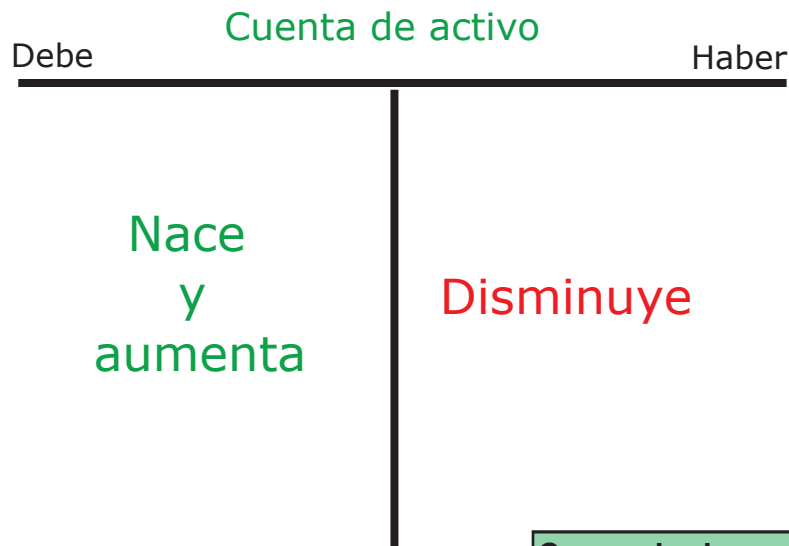 Cuenta de activo
Debe
Haber
Nace
y
aumenta
Disminuye